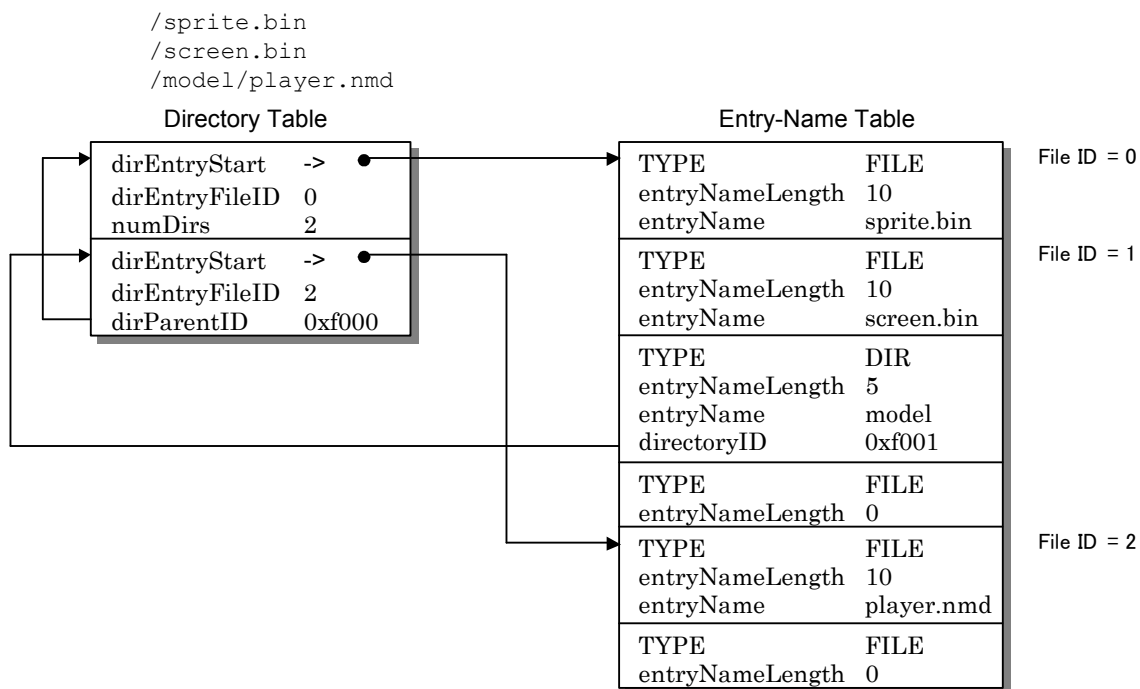 /sprite.bin
/screen.bin
/model/player.nmd
Directory Table
dirEntryStart ->
dirEntryFileID 0
numDirs 2
dirEntryStart ->
dirEntryFileID 2
dirParentID 0xf000
Entry-Name Table
TYPE FILE
entryNameLength 10
entryName sprite.bin
File ID = 0
TYPE FILE
entryNameLength 10
entryName screen.bin
File ID = 1
TYPE DIR
entryNameLength 5
entryName model
directoryID 0xf001
TYPE FILE
entryNameLength 0
TYPE FILE
entryNameLength 10
entryName player.nmd
File ID = 2
TYPE FILE
entryNameLength 0